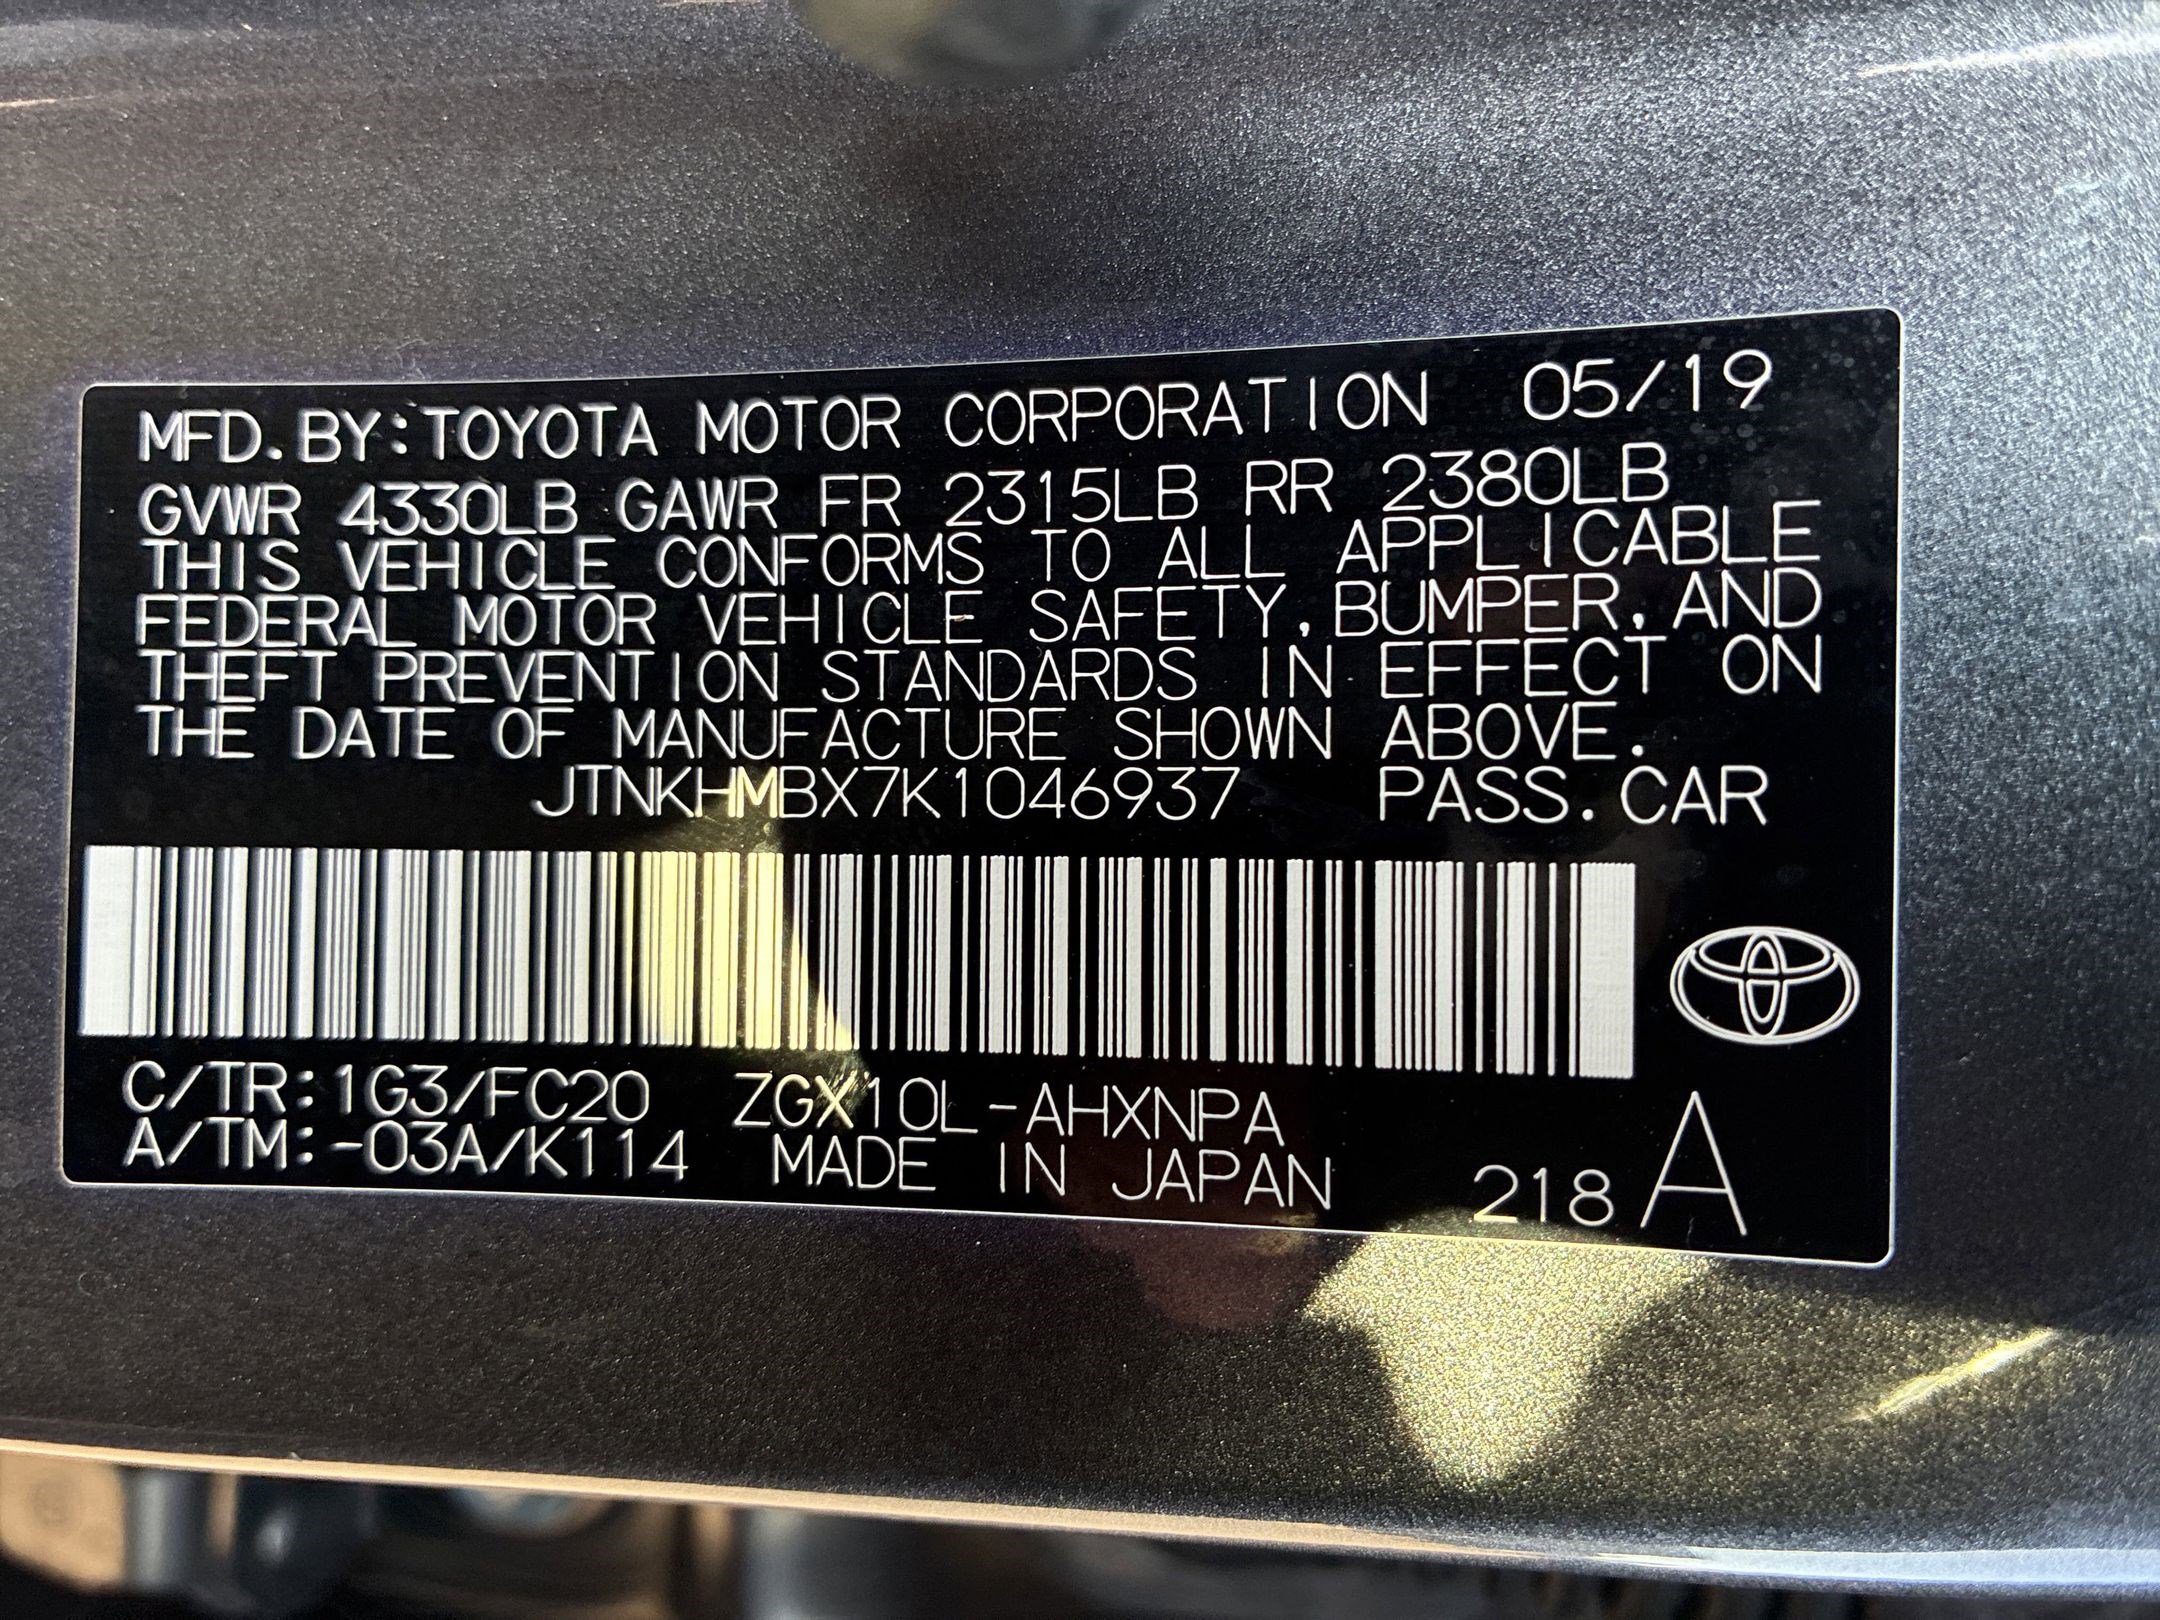 MFD.BY:TOYOTA MOTOR CORPORATION 05/19
GVWR 4330LB GAWR FR 2315LB RR 2380LB
THIS VEHICLE CONFORMS TO ALL APPLICABLE
FEDERAL MOTOR VEHICLE SAFETY,BUMPER,AND
THEFT PREVENTION STANDARDS IN EFFECT ON
THE DATE OF MANUFACTURE SHOWN ABOVE.
JTNKHMBX7K1046937 PASS.CAR
C/TR:1G3/FC20 ZGX10L-AHXNPA
A/TM:-03A/K114 MADE IN JAPAN 218 A